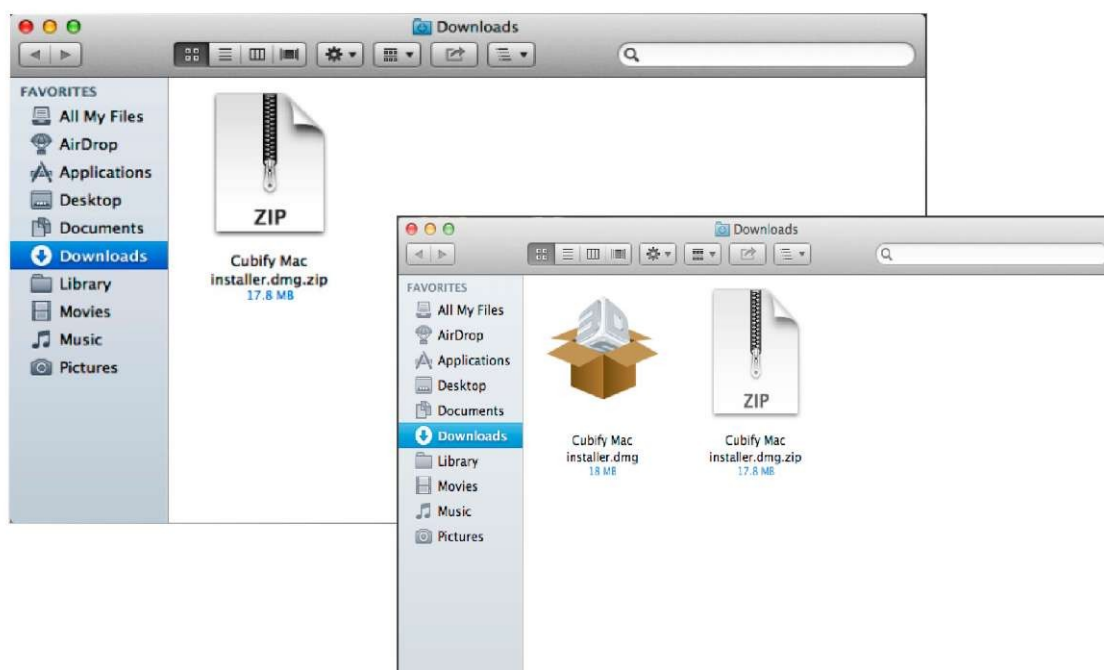 Downloads
FAVORITES
All My Files
AirDrop
Applications
Desktop
Documents
Downloads
Library
Movies
Music
Pictures
ZIP
Cubify Mac
installer.dmg.zip
17.8 MB
Downloads
FAVORITES
All My Files
AirDrop
Applications
Desktop
Documents
Downloads
Library
Movies
Music
Pictures
Cubify Mac
installer.dmg
18 MB
ZIP
Cubify Mac
installer.dmg.zip
17.8 MB